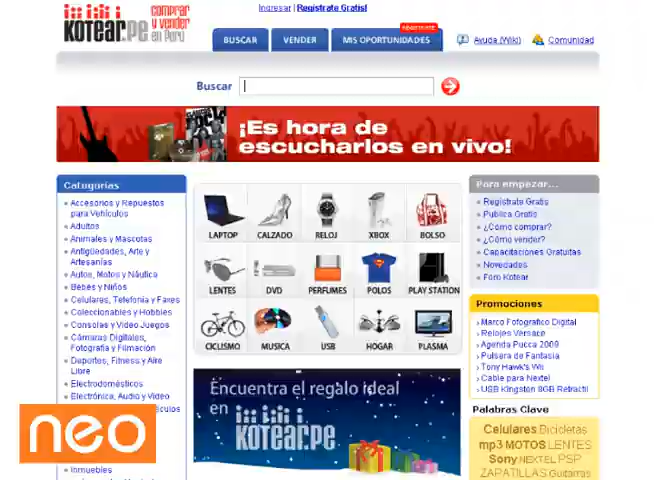 KOTEAR.PE comprar y vender en Perú
Ingresar | Regístrate Gratis!
BUSCAR
VENDER
MIS OPORTUNIDADES
REGISTRATE
Ayuda (Wiki)
Comunidad
Buscar
¡Es hora de
escucharlos en vivo!
Categorías
Accesorios y Repuestos
para Vehículos
Adultos
Animales y Mascotas
Antigüedades, Arte y
Artesanías
Autos, Motos y Náutica
Bebés y Niños
Celulares, Telefonía y Faxes
Coleccionables y Hobbies
Consolas y Video Juegos
Cámaras Digitales,
Fotografía y Filmación
Deportes, Fitness y Aire
Libre
Electrodomésticos
Electrónica, Audio y Video
Inmuebles
neo
LAPTOP
CALZADO
RELOJ
XBOX
BOLSO
LENTES
DVD
PERFUMES
POLOS
PLAY STATION
CICLISMO
MUSICA
USB
HOGAR
PLASMA
Encuentra el regalo ideal
en KOTEAR.PE
Para empezar...
Regístrate Gratis
Publica Gratis
¿Cómo comprar?
¿Cómo vender?
Capacitaciones Gratuitas
Novedades
Foro Kotear
Promociones
Marco Fotografico Digital
Relojes Versace
Agenda Pucca 2009
Pulsera de Fantasia
Tony Hawk's Wii
Cable para Nextel
USB Kingston 8GB Retractil
Palabras Clave
Celulares Bicicletas
mp3 MOTOS LENTES
Sony NEXTEL PSP
ZAPATILLAS Guitarras